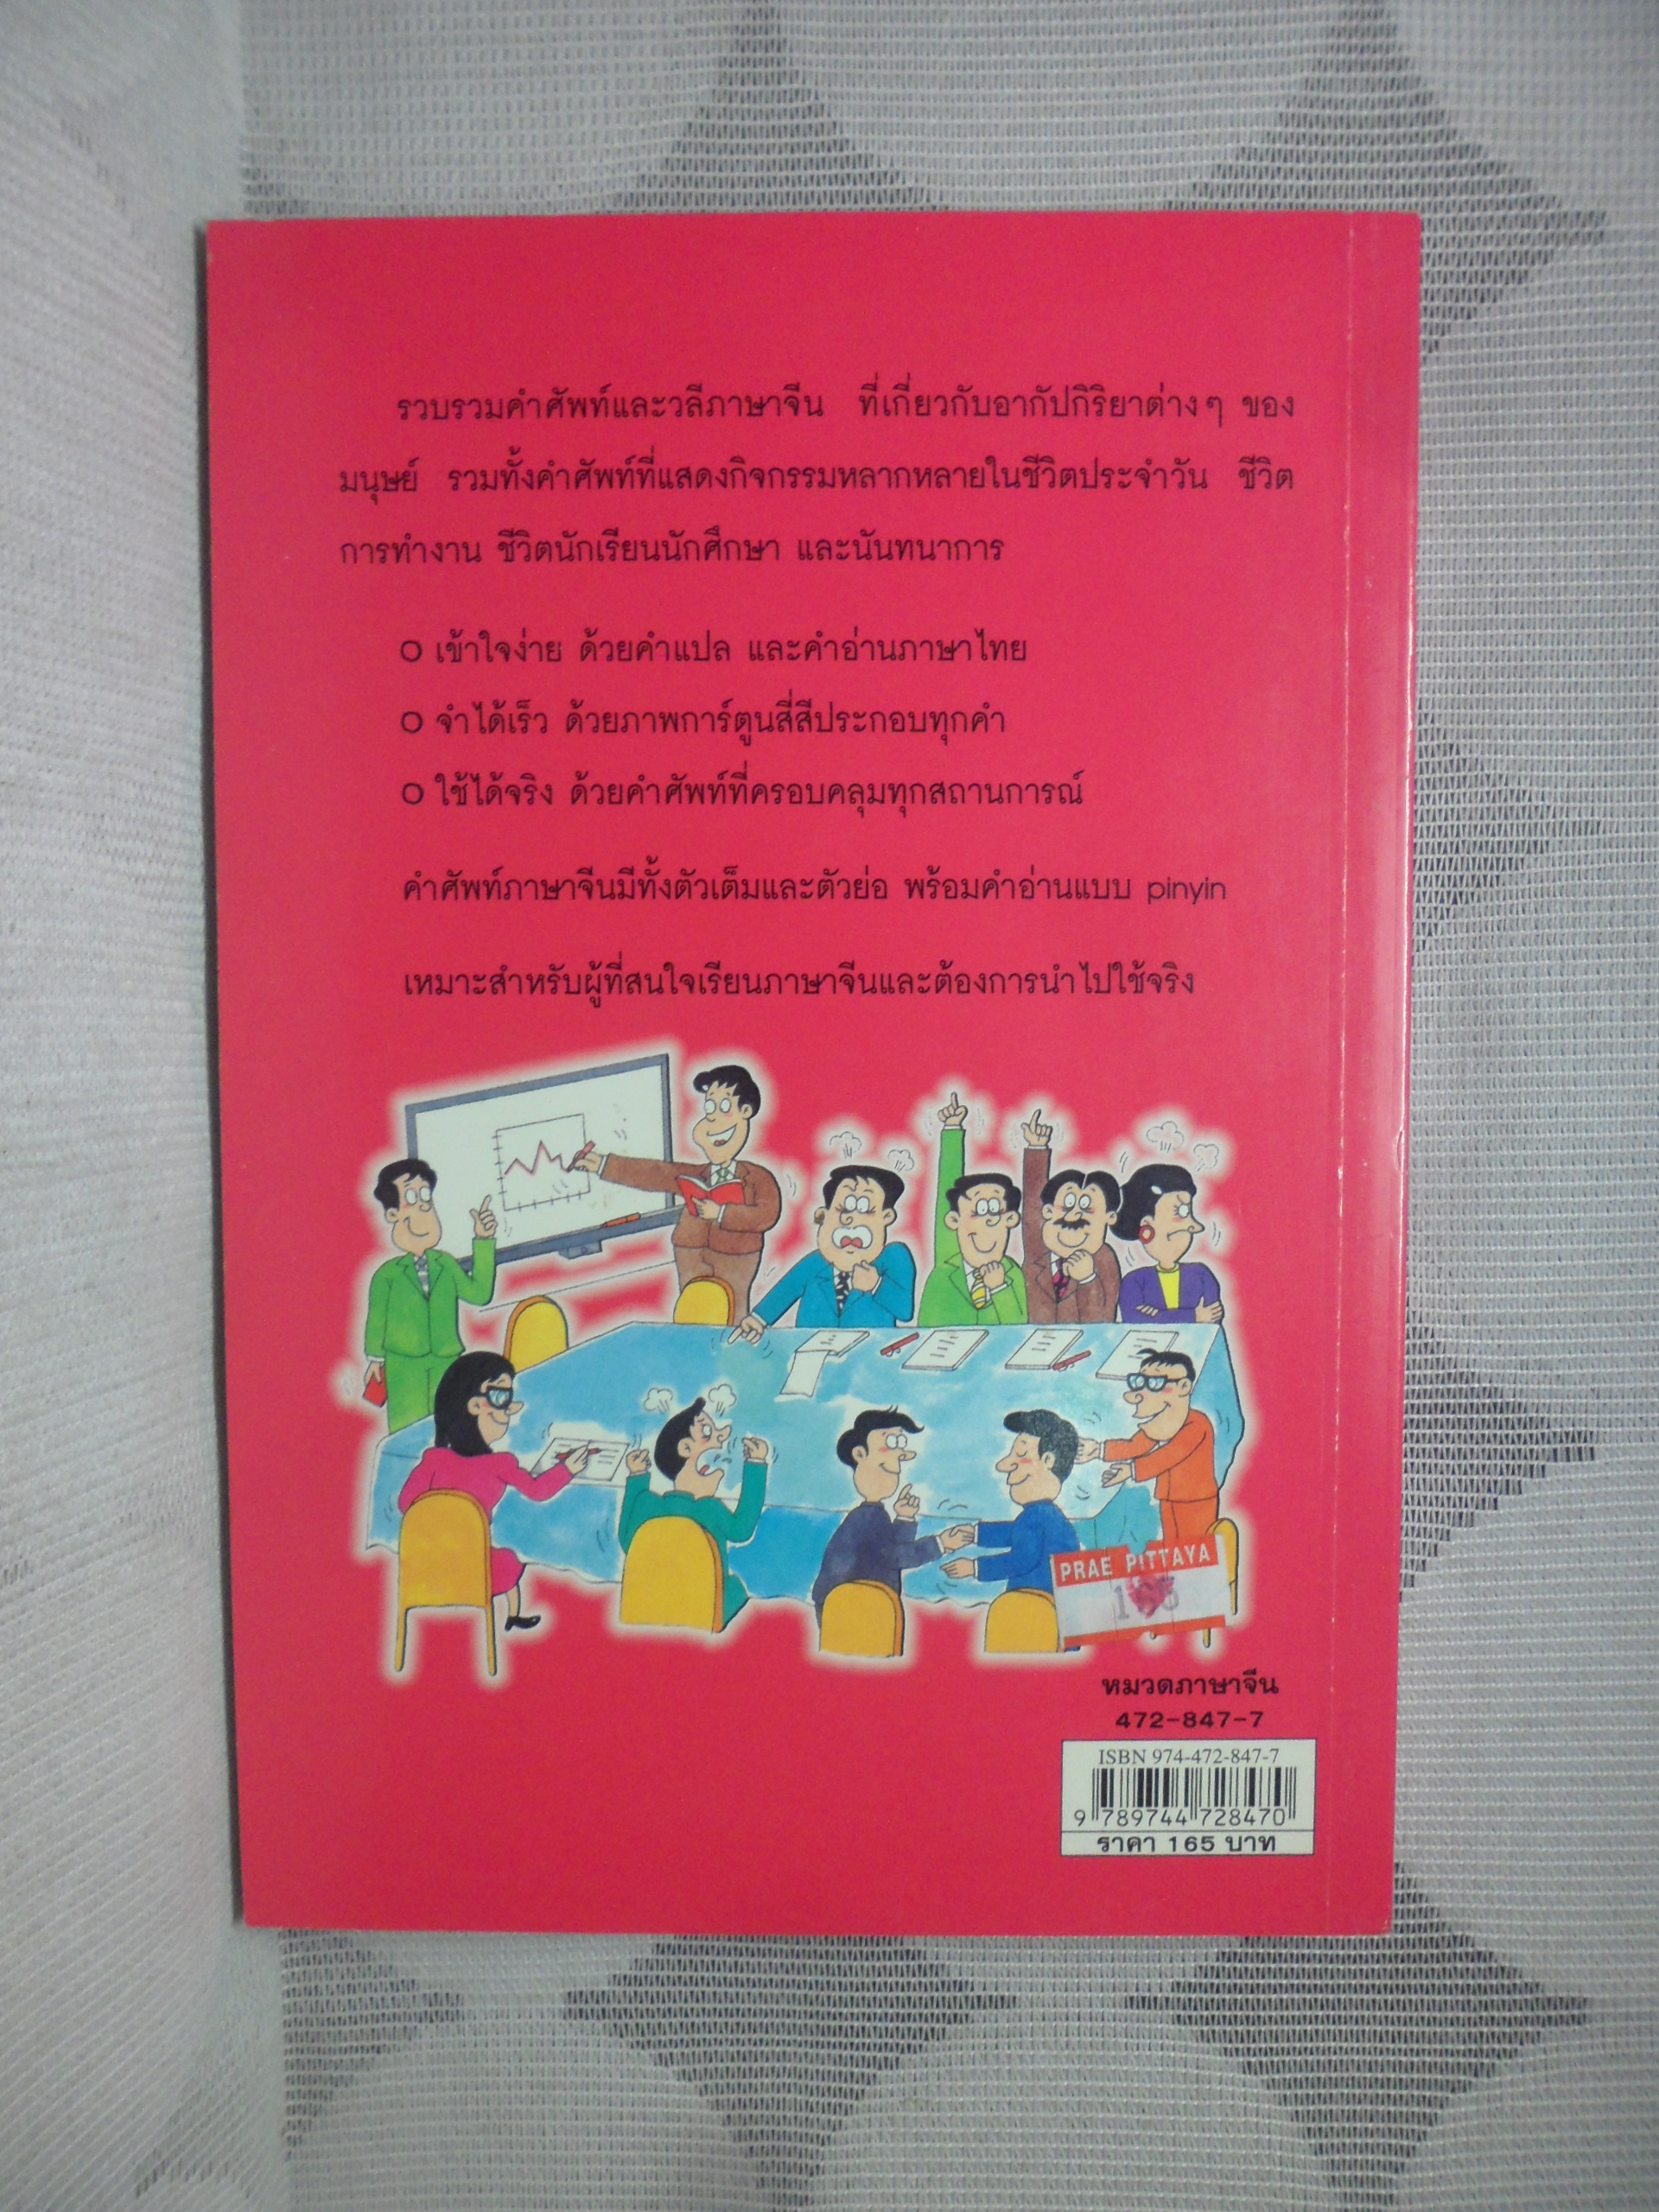 รวบรวมคำศัพท์และวลีภาษาจีน ที่เกี่ยวกับอากัปกิริยาต่างๆ ของ
มนุษย์ รวมทั้งคำศัพท์ที่แสดงกิจกรรมหลากหลายในชีวิตประจำวัน ชีวิต
การทำงาน ชีวิตนักเรียนนักศึกษา และนันทนาการ
○ เข้าใจง่าย ด้วยคำแปล และคำอ่านภาษาไทย
○ จำได้เร็ว ด้วยภาพการ์ตูนสี่สีประกอบทุกคำ
○ ใช้ได้จริง ด้วยคำศัพท์ที่ครอบคลุมทุกสถานการณ์
คำศัพท์ภาษาจีนมีทั้งตัวเต็มและตัวย่อ พร้อมคำอ่านแบบ pinyin
เหมาะสำหรับผู้ที่สนใจเรียนภาษาจีนและต้องการนำไปใช้จริง
PRAE PITTAYA
หมวดภาษาจีน
472-847-7
ISBN 974-472-847-7
9 789744 728470
ราคา 165 บาท